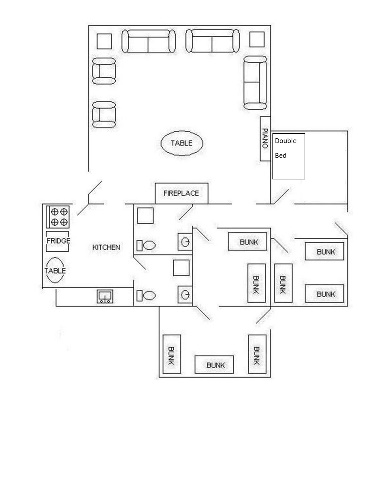 PIANO
Double
Bed
TABLE
FIREPLACE
FRIDGE
KITCHEN
TABLE
BUNK
BUNK
BUNK
BUNK
BUNK
BUNK
BUNK
BUNK